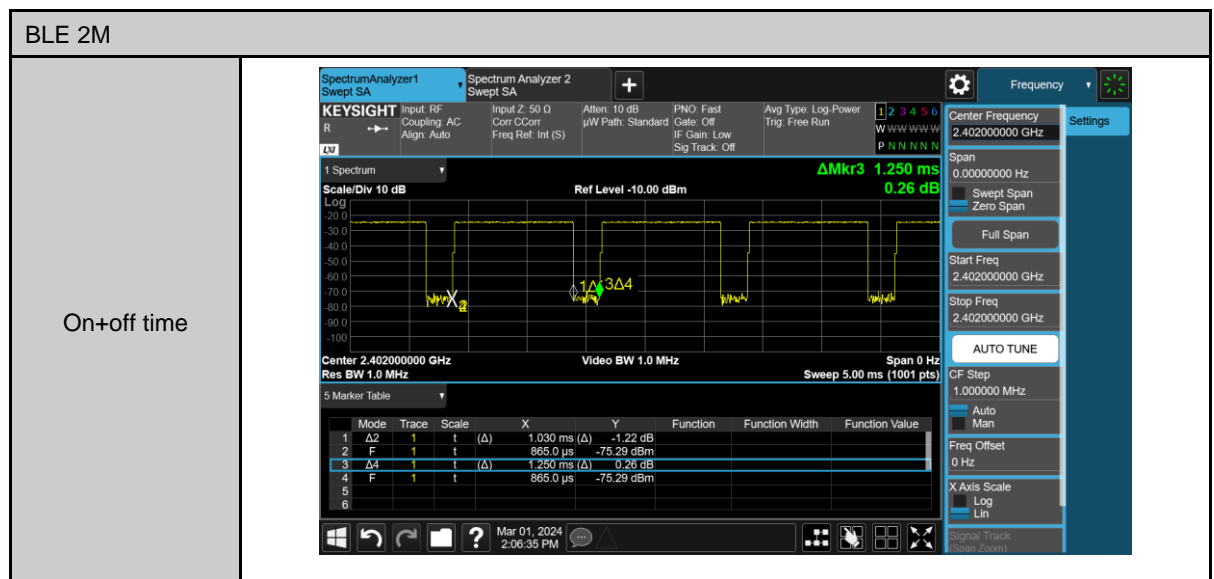 BLE 2M
On+off time
SpectrumAnalyzer1
Swept SA
Spectrum Analyzer 2
Swept SA
+
Frequency
KEYSIGHT
R
LXI
Input: RF
Coupling: AC
Align: Auto
Input Z: 50 Ω
Corr CCorr
Freq Ref: Int (S)
Atten: 10 dB
µW Path: Standard
PNO: Fast
Gate: Off
IF Gain: Low
Sig Track: Off
Avg Type: Log-Power
Trig: Free Run
1 2 3 4 5 6
W W W W W W
P N N N N N
1 Spectrum
ΔMkr3 1.250 ms
0.26 dB
Scale/Div 10 dB
Ref Level -10.00 dBm
Log
-20.0
-30.0
-40.0
-50.0
-60.0
-70.0
-80.0
-90.0
-100
1Δ 3Δ4
X
Center 2.402000000 GHz
Video BW 1.0 MHz
Span 0 Hz
Res BW 1.0 MHz
Sweep 5.00 ms (1001 pts)
5 Marker Table
Mode Trace Scale X Y Function Function Width Function Value
1 Δ2 1 t (Δ) 1.030 ms (Δ) -1.22 dB
2 F 1 t 865.0 µs -75.29 dBm
3 Δ4 1 t (Δ) 1.250 ms (Δ) 0.26 dB
4 F 1 t 865.0 µs -75.29 dBm
5
6
?
Mar 01, 2024
2:06:35 PM
Center Frequency
2.402000000 GHz
Settings
Span
0.00000000 Hz
Swept Span
Zero Span
Full Span
Start Freq
2.402000000 GHz
Stop Freq
2.402000000 GHz
AUTO TUNE
CF Step
1.000000 MHz
Auto
Man
Freq Offset
0 Hz
X Axis Scale
Log
Lin
Signal Track
(Span Zoom)